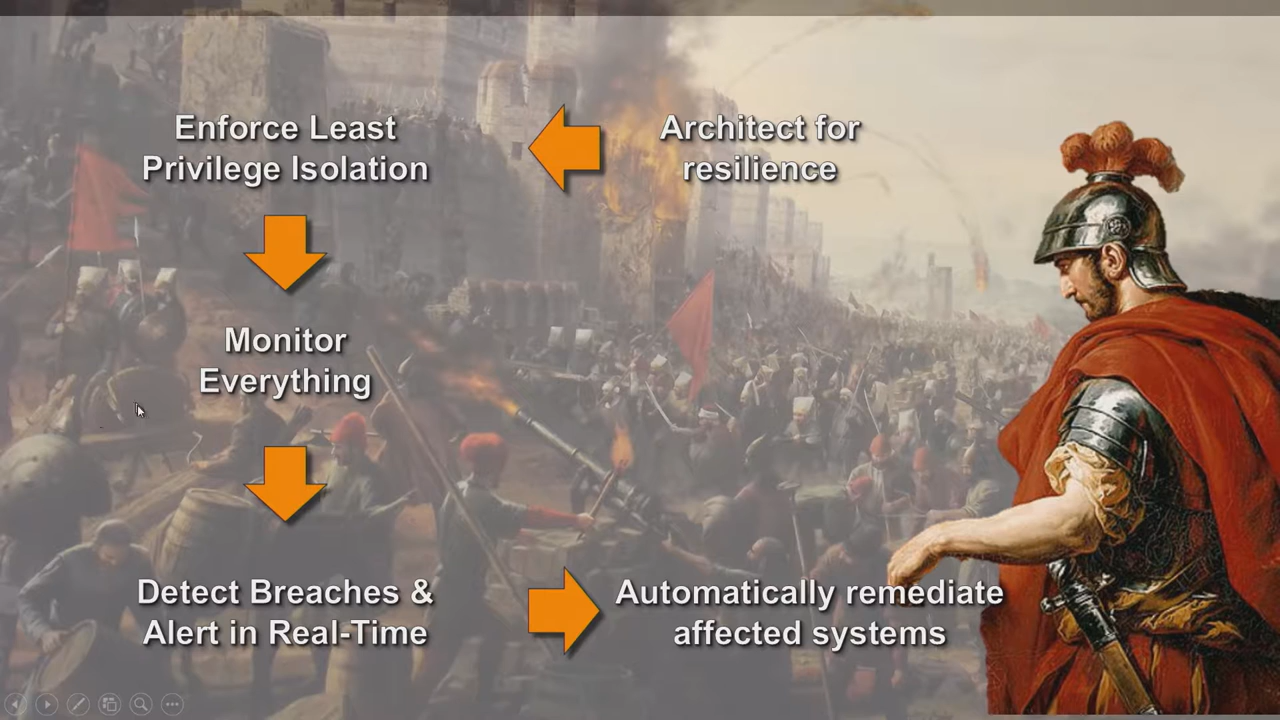 Architect for
resilience
Enforce Least
Privilege Isolation
Monitor
Everything
Detect Breaches &
Alert in Real-Time
Automatically remediate
affected systems